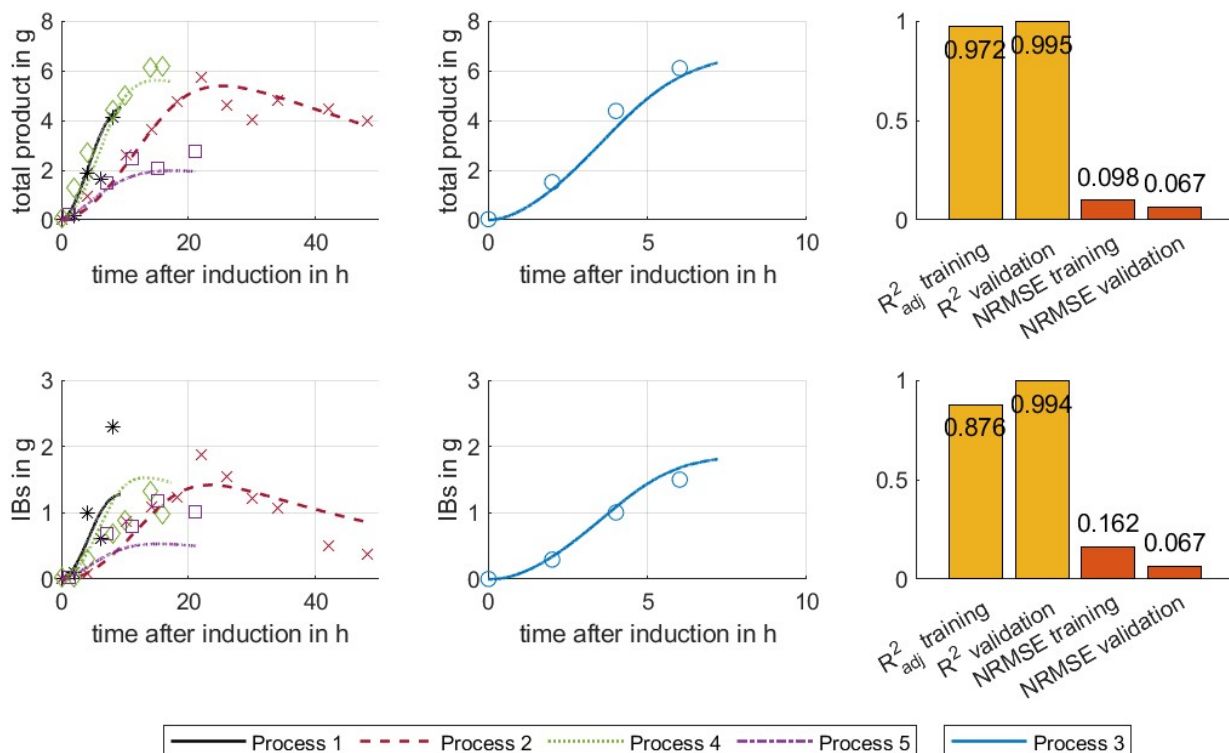 total product in g
8
6
4
2
0
0
20
40
time after induction in h
total product in g
8
6
4
2
0
0
5
10
time after induction in h
1
0.5
0
0.972
0.995
0.098
0.067
R²adj training
R² validation
NRMSE training
NRMSE validation
IBs in g
3
2
1
0
0
20
40
time after induction in h
IBs in g
3
2
1
0
0
5
10
time after induction in h
1
0.5
0
0.876
0.994
0.162
0.067
R²adj training
R² validation
NRMSE training
NRMSE validation
Process 1 Process 2 Process 4 Process 5 Process 3